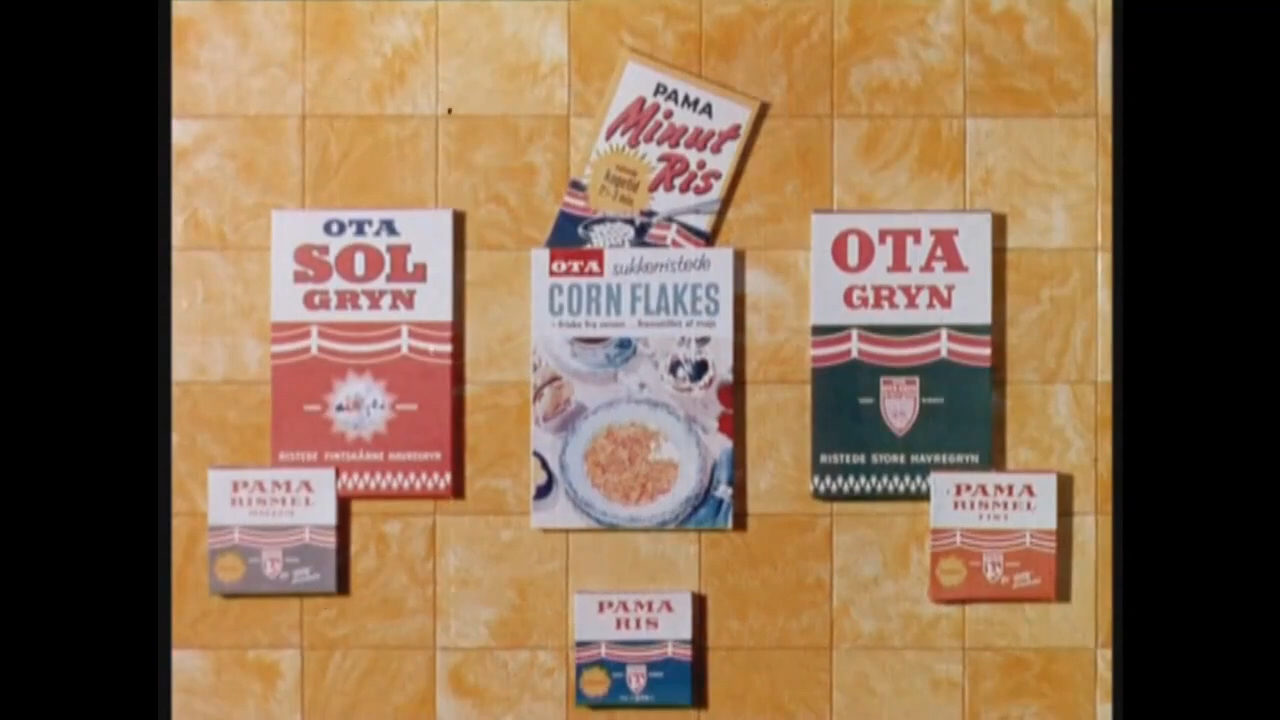 PAMA
Minut
Ris
OTA
SOL
GRYN
RISTEDE FINTSKÅRNE HAVREGRYN
OTA sukkerristede
CORN FLAKES
OTA
GRYN
RISTEDE STORE HAVREGRYN
PAMA
RISMEL
PAMA
RISMEL
FINT
PAMA
RIS